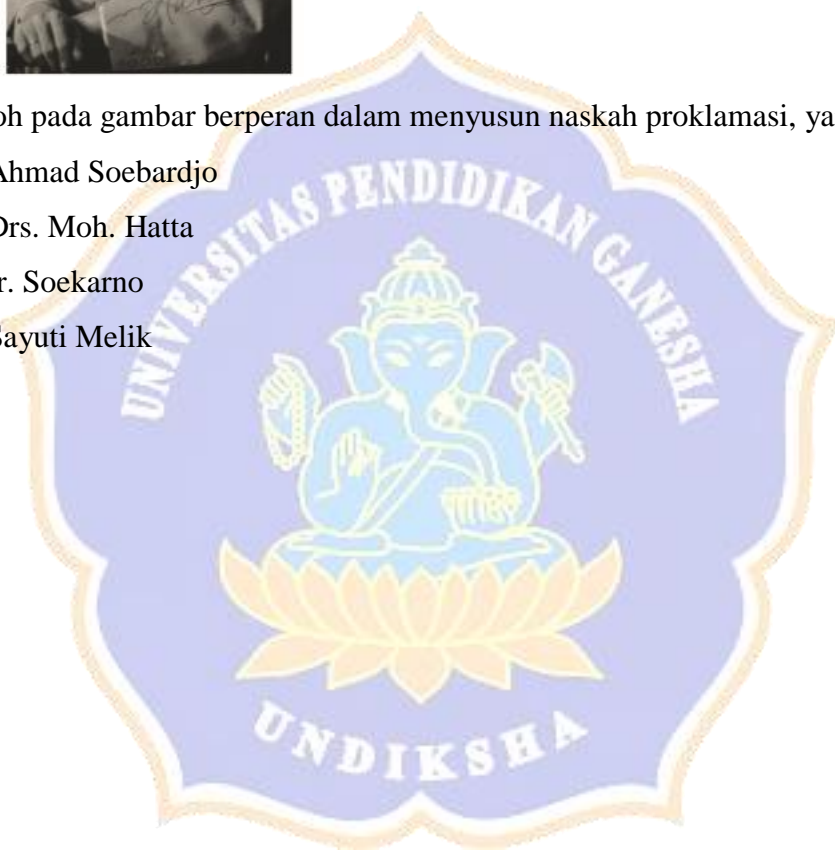 oh pada gambar berperan dalam menyusun naskah proklamasi, ya
Ahmad Soebardjo
Drs. Moh. Hatta
r. Soekarno
Sayuti Melik
UNIVERSITAS PENDIDIKAN GANESHA
UNDIKSHA